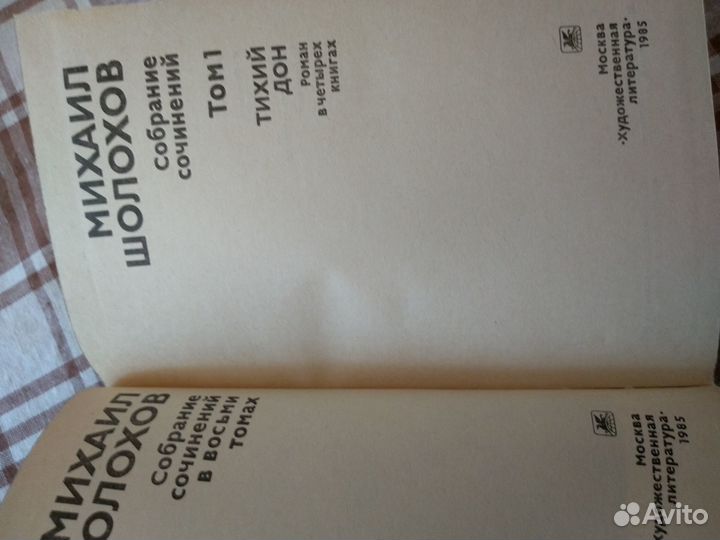 МИХАИЛ
ОЛОХОВ
Собрание
сочинений
в восьми
томах
Москва
художественная
литература»
1985
МИХАИЛ
ШОЛОХОВ
Собрание
сочинений
Том 1
ТИХИЙ
ДОН
Роман
в четырех
книгах
Москва
«Художественная
литература»
1985
Avito